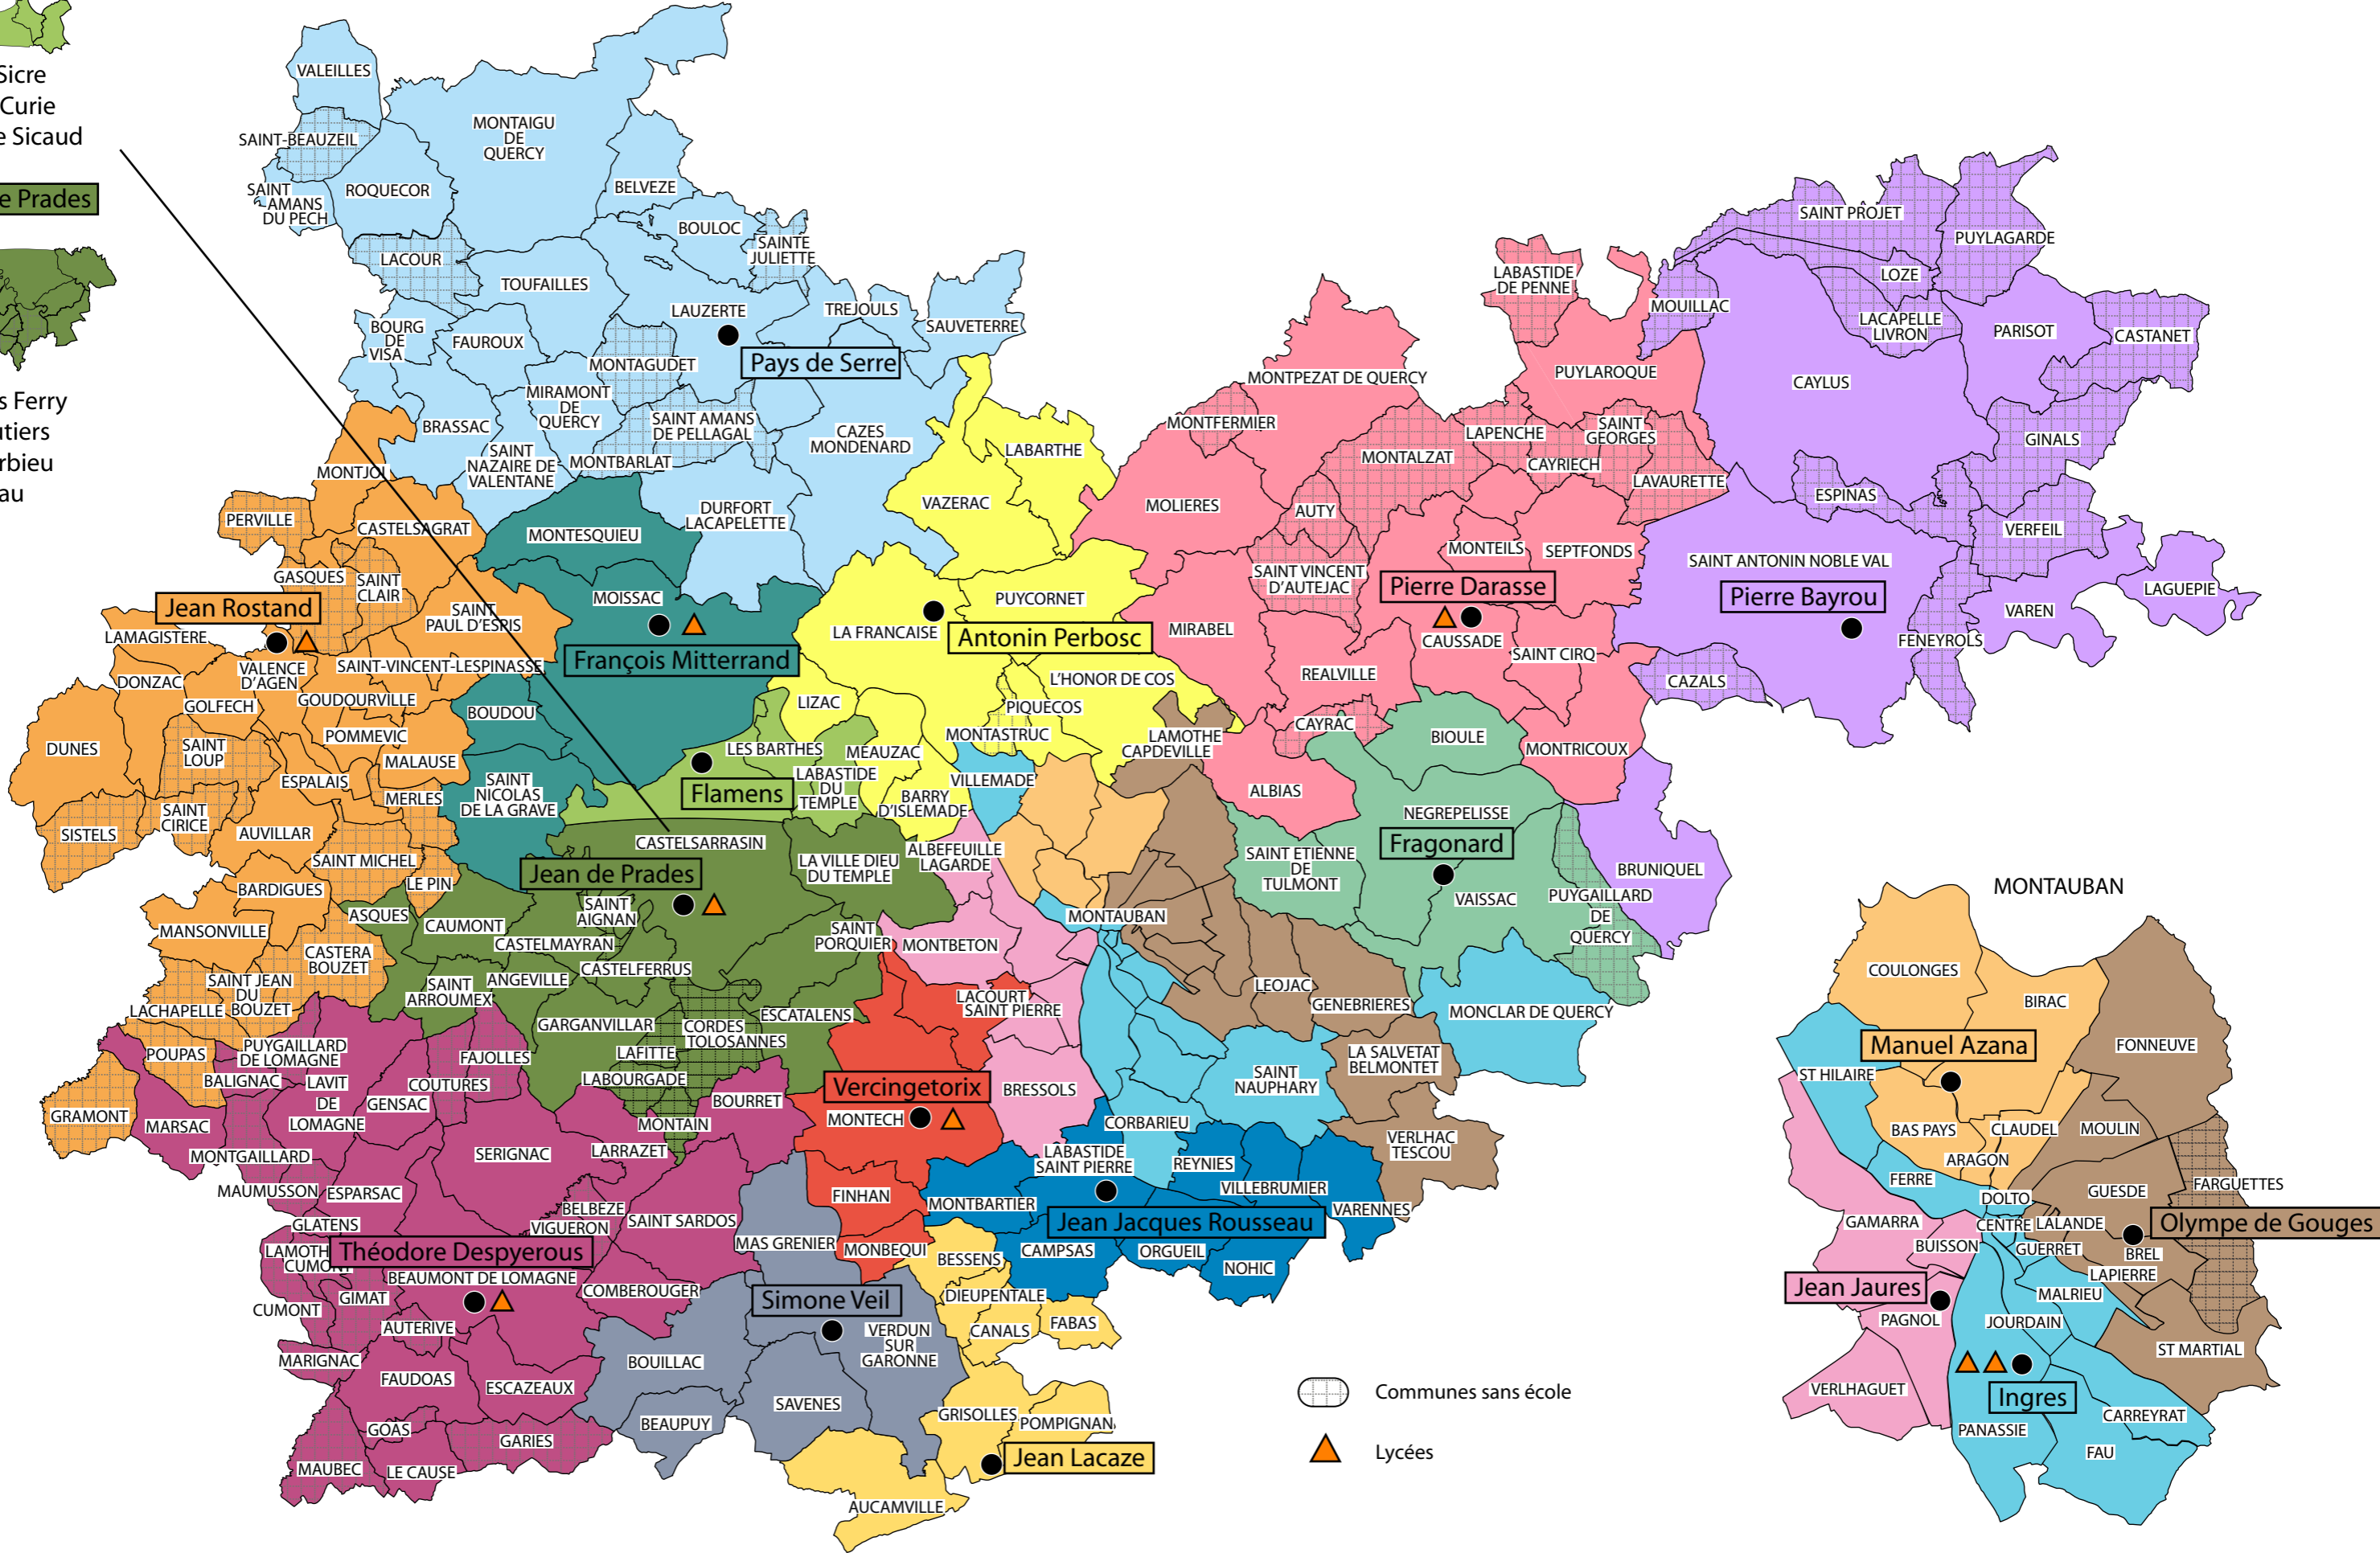 Sicre
Curie
e Sicaud
e Prades
s Ferry
utiers
rbieu
au
VALEILLES
SAINT-BEAUZEIL
MONTAIGU
DE
QUERCY
SAINT
AMANS
DU PECH
ROQUECOR
BELVEZE
BOULOC
SAINTE
JULIETTE
LACOUR
TOUFAILLES
LAUZERTE
TREJOULS
SAUVETERRE
BOURG
DE
VISA
FAUROUX
MONTAGUDET
Pays de Serre
MIRAMONT
DE
QUERCY
BRASSAC
SAINT AMANS
DE PELLAGAL
CAZES
MONDENARD
SAINT
NAZAIRE DE
VALENTANE
MONTBARLAT
DURFORT
LACAPELETTE
MONTJOI
PERVILLE
CASTELSAGRAT
GASQUES
SAINT
CLAIR
Jean Rostand
SAINT
PAUL D'ESRIS
LAMAGISTERE
VALENCE
D'AGEN
SAINT-VINCENT-LESPINASSE
DONZAC
GOLFECH
GOUDOURVILLE
POMMEVIC
DUNES
SAINT
LOUP
ESPALAIS
MALAUSE
MERLES
SISTELS
SAINT
CIRICE
AUVILLAR
SAINT MICHEL
LE PIN
BARDIGUES
MANSONVILLE
CASTERA
BOUZET
SAINT JEAN
DU
BOUZET
LACHAPELLE
POUPAS
GRAMONT
MONTESQUIEU
MOISSAC
François Mitterrand
BOUDOU
SAINT
NICOLAS
DE LA GRAVE
LABARTHE
VAZERAC
PUYCORNET
LA FRANCAISE
Antonin Perbosc
L'HONOR DE COS
LIZAC
PIQUECOS
MONTASTRUC
MEAUZAC
BARRY
D'ISLEMADE
LES BARTHES
LABASTIDE
DU
TEMPLE
Flamens
CASTELSARRASIN
LA VILLE DIEU
DU TEMPLE
Jean de Prades
SAINT
AIGNAN
ASQUES
CAUMONT
CASTELMAYRAN
SAINT
PORQUIER
CASTELFERRUS
ANGEVILLE
SAINT
ARROUMEX
GARGANVILLAR
CORDES
TOLOSANNES
ESCATALENS
LAFITTE
LABOURGADE
MONTAIN
LABASTIDE
DE PENNE
MONTPEZAT DE QUERCY
PUYLAROQUE
MONTFERMIER
LAPENCHE
SAINT
GEORGES
MONTALZAT
CAYRIECH
LAVAURETTE
MOLIERES
AUTY
MONTEILS
SEPTFONDS
SAINT VINCENT
D'AUTEJAC
Pierre Darasse
MIRABEL
CAUSSADE
SAINT CIRQ
REALVILLE
CAYRAC
MONTRICOUX
ALBIAS
SAINT PROJET
PUYLAGARDE
LOZE
MOUILLAC
LACAPELLE
LIVRON
PARISOT
CASTANET
CAYLUS
GINALS
ESPINAS
VERFEIL
SAINT ANTONIN NOBLE VAL
Pierre Bayrou
LAGUEPIE
VAREN
FENEYROLS
CAZALS
BRUNIQUEL
BIOULE
NEGREPELISSE
Fragonard
SAINT ETIENNE
DE
TULMONT
VAISSAC
PUYGAILLARD
DE
QUERCY
LAMOTHE
CAPDEVILLE
VILLEMADE
ALBEFEUILLE
LAGARDE
MONTAUBAN
MONTBETON
LEOJAC
GENEBRIERES
MONCLAR DE QUERCY
LACOURT
SAINT PIERRE
LA SALVETAT
BELMONTET
SAINT
NAUPHARY
BRESSOLS
CORBARIEU
VERLHAC
TESCOU
Vercingetorix
MONTECH
FINHAN
MONBEQUI
LABASTIDE
SAINT PIERRE
REYNIES
VILLEBRUMIER
MONTBARTIER
VARENNES
Jean Jacques Rousseau
CAMPSAS
ORGUEIL
NOHIC
PUYGAILLARD
DE LOMAGNE
FAJOLLES
BALIGNAC
LAVIT
DE
LOMAGNE
COUTURES
GENSAC
BOURRET
MARSAC
MONTGAILLARD
SERIGNAC
LARRAZET
MAUMUSSON
ESPARSAC
BELBEZE
VIGUERON
SAINT SARDOS
GLATENS
LAMOTH
CUMONT
Théodore Despyerous
BEAUMONT DE LOMAGNE
COMBEROUGER
CUMONT
GIMAT
AUTERIVE
MARIGNAC
FAUDOAS
ESCAZEAUX
GOAS
GARIES
MAUBEC
LE CAUSE
MAS GRENIER
Simone Veil
VERDUN
SUR
GARONNE
BOUILLAC
SAVENES
BEAUPUY
BESSENS
DIEUPENTALE
CANALS
FABAS
GRISOLLES
POMPIGNAN
Jean Lacaze
AUCAMVILLE
Communes sans école
Lycées
MONTAUBAN
COULONGES
BIRAC
Manuel Azana
FONNEUVE
ST HILAIRE
BAS PAYS
CLAUDEL
MOULIN
ARAGON
FERRE
DOLTO
GUESDE
FARGUETTES
GAMARRA
CENTRE
LALANDE
Olympe de Gouges
BUISSON
GUERRET
BREL
LAPIERRE
Jean Jaures
MALRIEU
PAGNOL
JOURDAIN
ST MARTIAL
VERLHAGUET
Ingres
CARREYRAT
PANASSIE
FAU